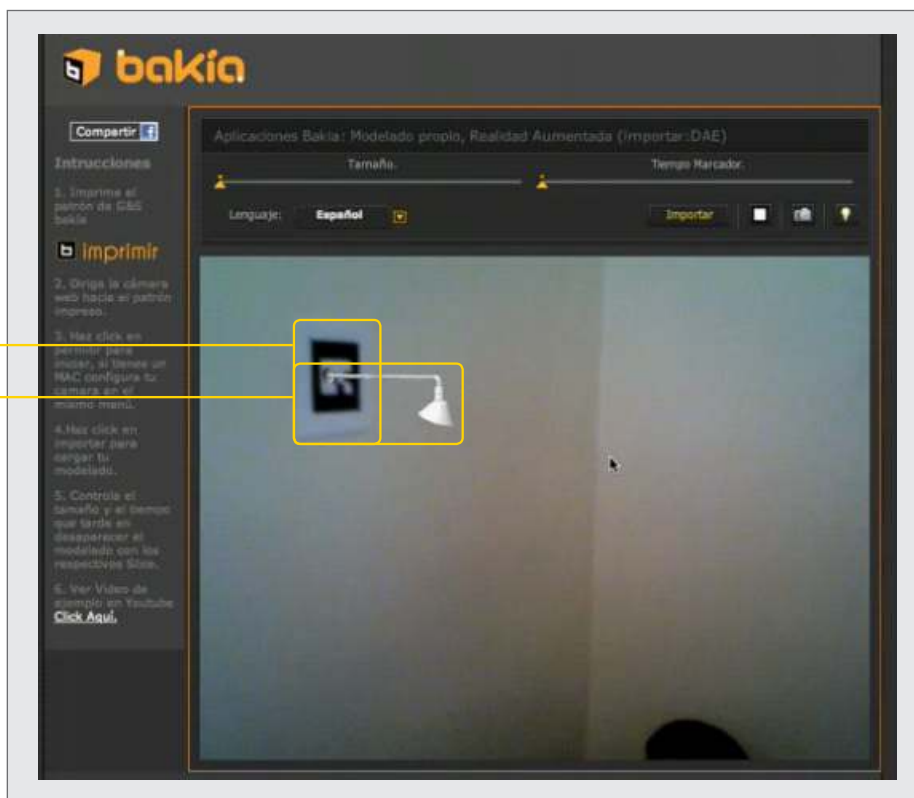 bakía
Compartir f
Intrucciones
1. Imprime el
patrón de G&S
bakia
b imprimir
2. Dirige la cámara
web hacia el patrón
impreso.
3. Haz click en
permitir para
iniciar, si tienes un
MAC configura tu
camara en el
mismo menú.
4.Haz click en
importar para
cargar tu
modelado.
5. Controla el
tamaño y el tiempo
que tarda en
desaparecer el
modelado con los
respectivos Slice.
6. Ver Video de
ejemplo en Youtube
Click Aquí.
Aplicaciones Bakia: Modelado propio, Realidad Aumentada (Importar:DAE)
Tamaño.
Tiempo Marcador.
Lenguaje:
Español
Importar